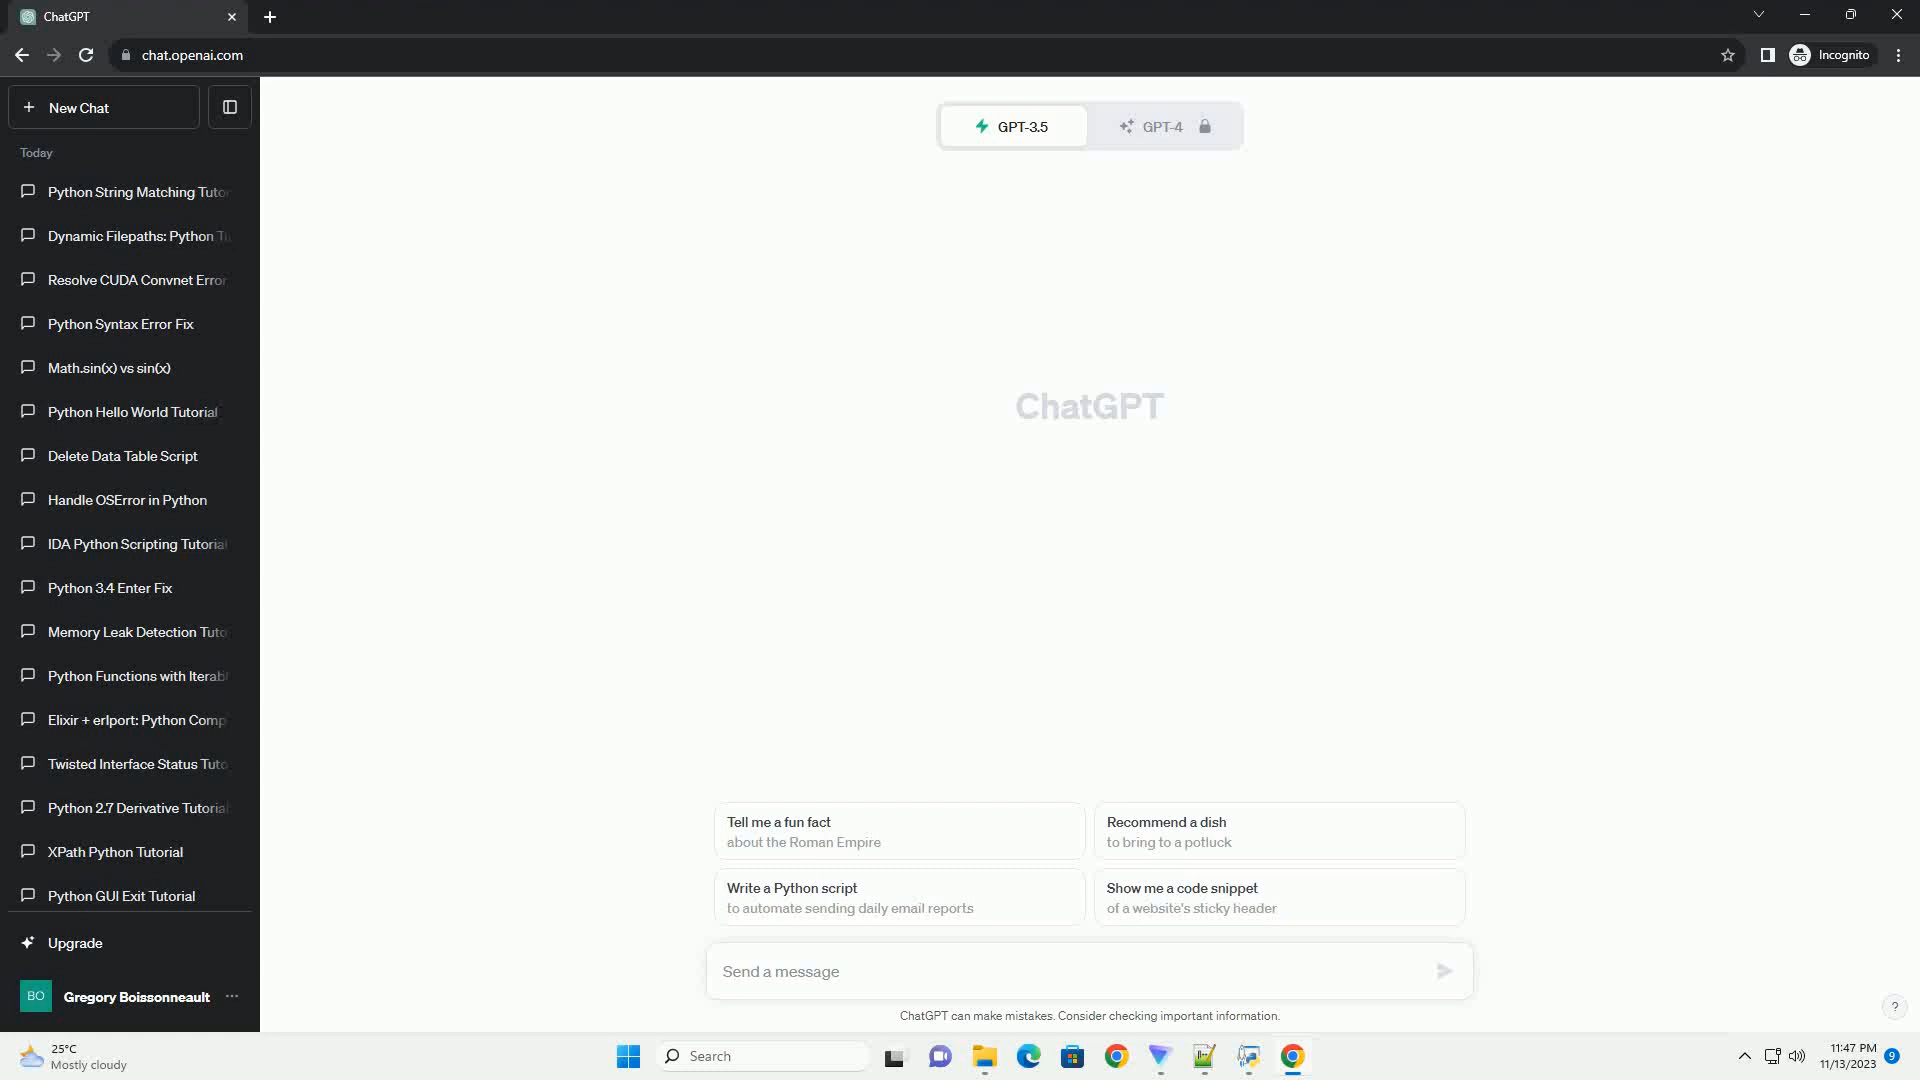 ChatGPT
chat.openai.com
Incognito
New Chat
GPT-3.5
GPT-4
Today
Python String Matching Tutor
Dynamic Filepaths: Python Tu
Resolve CUDA Convnet Error
Python Syntax Error Fix
Math.sin(x) vs sin(x)
Python Hello World Tutorial
Delete Data Table Script
Handle OSError in Python
IDA Python Scripting Tutorial
Python 3.4 Enter Fix
Memory Leak Detection Tuto
Python Functions with Iterabl
Elixir + erlport: Python Comp
Twisted Interface Status Tuto
Python 2.7 Derivative Tutorial
XPath Python Tutorial
Python GUI Exit Tutorial
Upgrade
BO Gregory Boissonneault
ChatGPT
Tell me a fun fact
about the Roman Empire
Recommend a dish
to bring to a potluck
Write a Python script
to automate sending daily email reports
Show me a code snippet
of a website's sticky header
Send a message
ChatGPT can make mistakes. Consider checking important information.
?
25°C
Mostly cloudy
Search
11:47 PM
11/13/2023
9